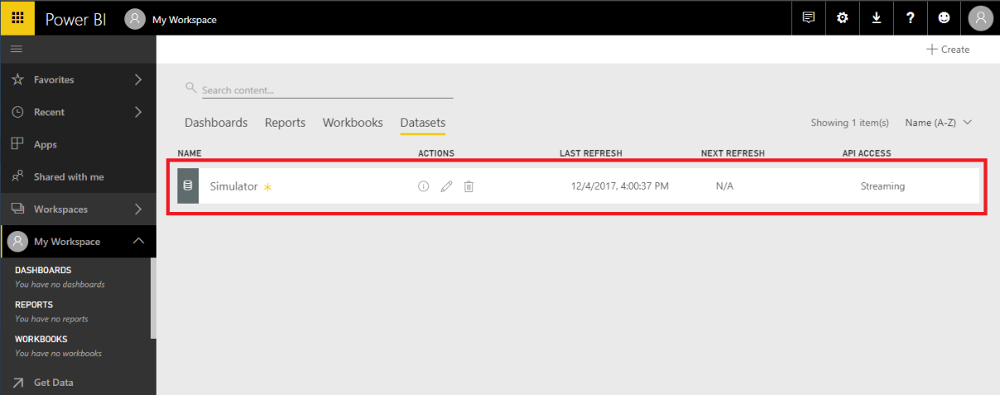 Power BI My Workspace ?
Create
Favorites
Recent
Apps
Shared with me
Workspaces
My Workspace
DASHBOARDS
You have no dashboards
REPORTS
You have no reports
WORKBOOKS
You have no workbooks
Get Data
Search content...
Dashboards Reports Workbooks Datasets Showing 1 item(s) Name (A-Z)
NAME ACTIONS LAST REFRESH NEXT REFRESH API ACCESS
Simulator 12/4/2017, 4:00:37 PM N/A Streaming